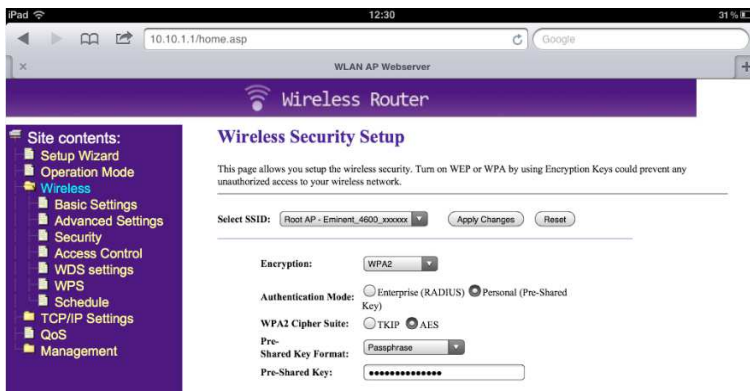 iPad
12:30
31 %
10.10.1.1/home.asp
Google
WLAN AP Webserver
Wireless Router
Site contents:
Setup Wizard
Operation Mode
Wireless
Basic Settings
Advanced Settings
Security
Access Control
WDS settings
WPS
Schedule
TCP/IP Settings
QoS
Management
Wireless Security Setup
This page allows you setup the wireless security. Turn on WEP or WPA by using Encryption Keys could prevent any
unauthorized access to your wireless network.
Select SSID: Root AP - Eminent_4600_xxxxxx Apply Changes Reset
Encryption: WPA2
Authentication Mode: Enterprise (RADIUS) Personal (Pre-Shared
Key)
WPA2 Cipher Suite: TKIP AES
Pre-
Shared Key Format: Passphrase
Pre-Shared Key: ••••••••••••••